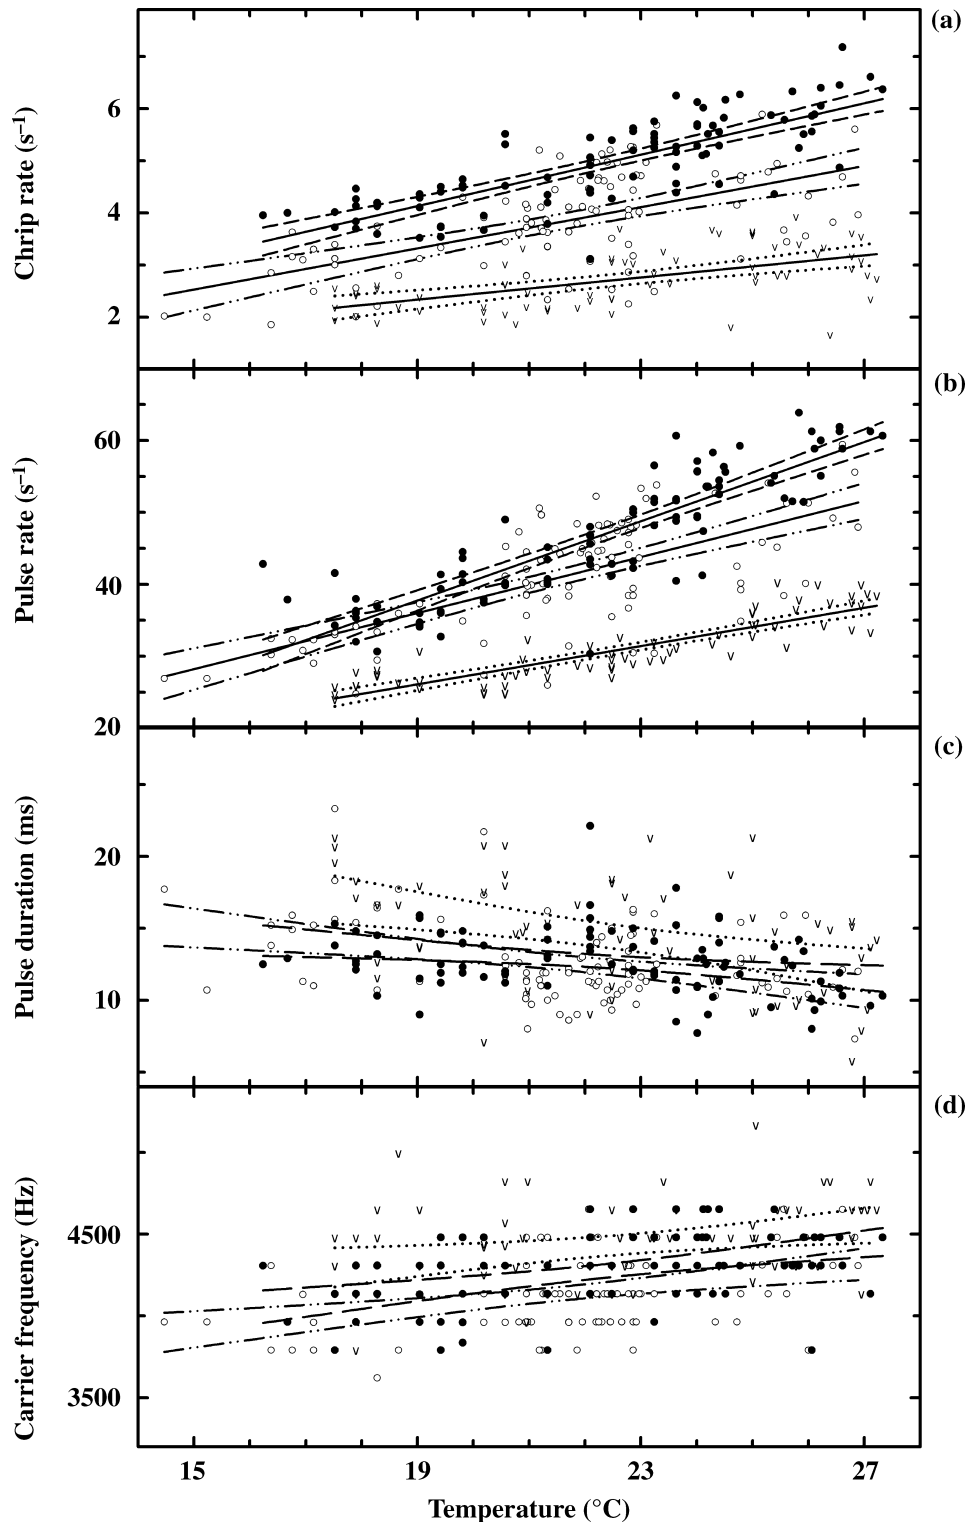 (a)
6
4
2
Chrip rate (s⁻¹)
(b)
60
40
20
Pulse rate (s⁻¹)
(c)
20
10
Pulse duration (ms)
(d)
4500
3500
Carrier frequency (Hz)
15 19 23 27
Temperature (°C)